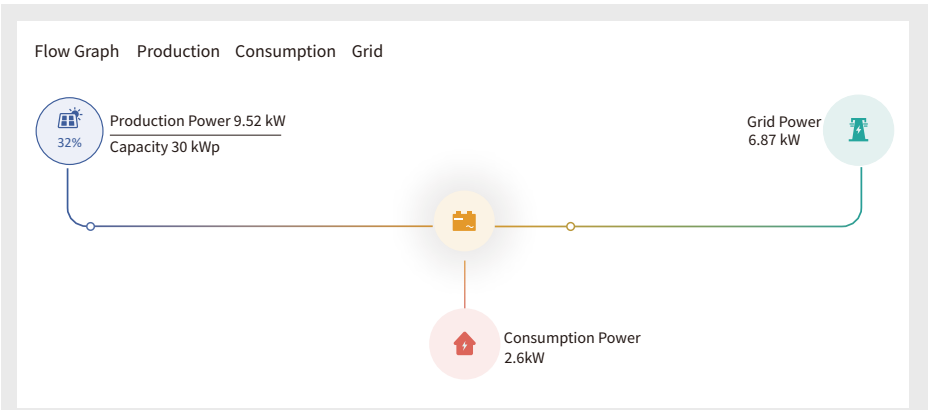 Flow Graph Production Consumption Grid
32%
Production Power 9.52 kW
Capacity 30 kWp
Grid Power
6.87 kW
Consumption Power
2.6kW